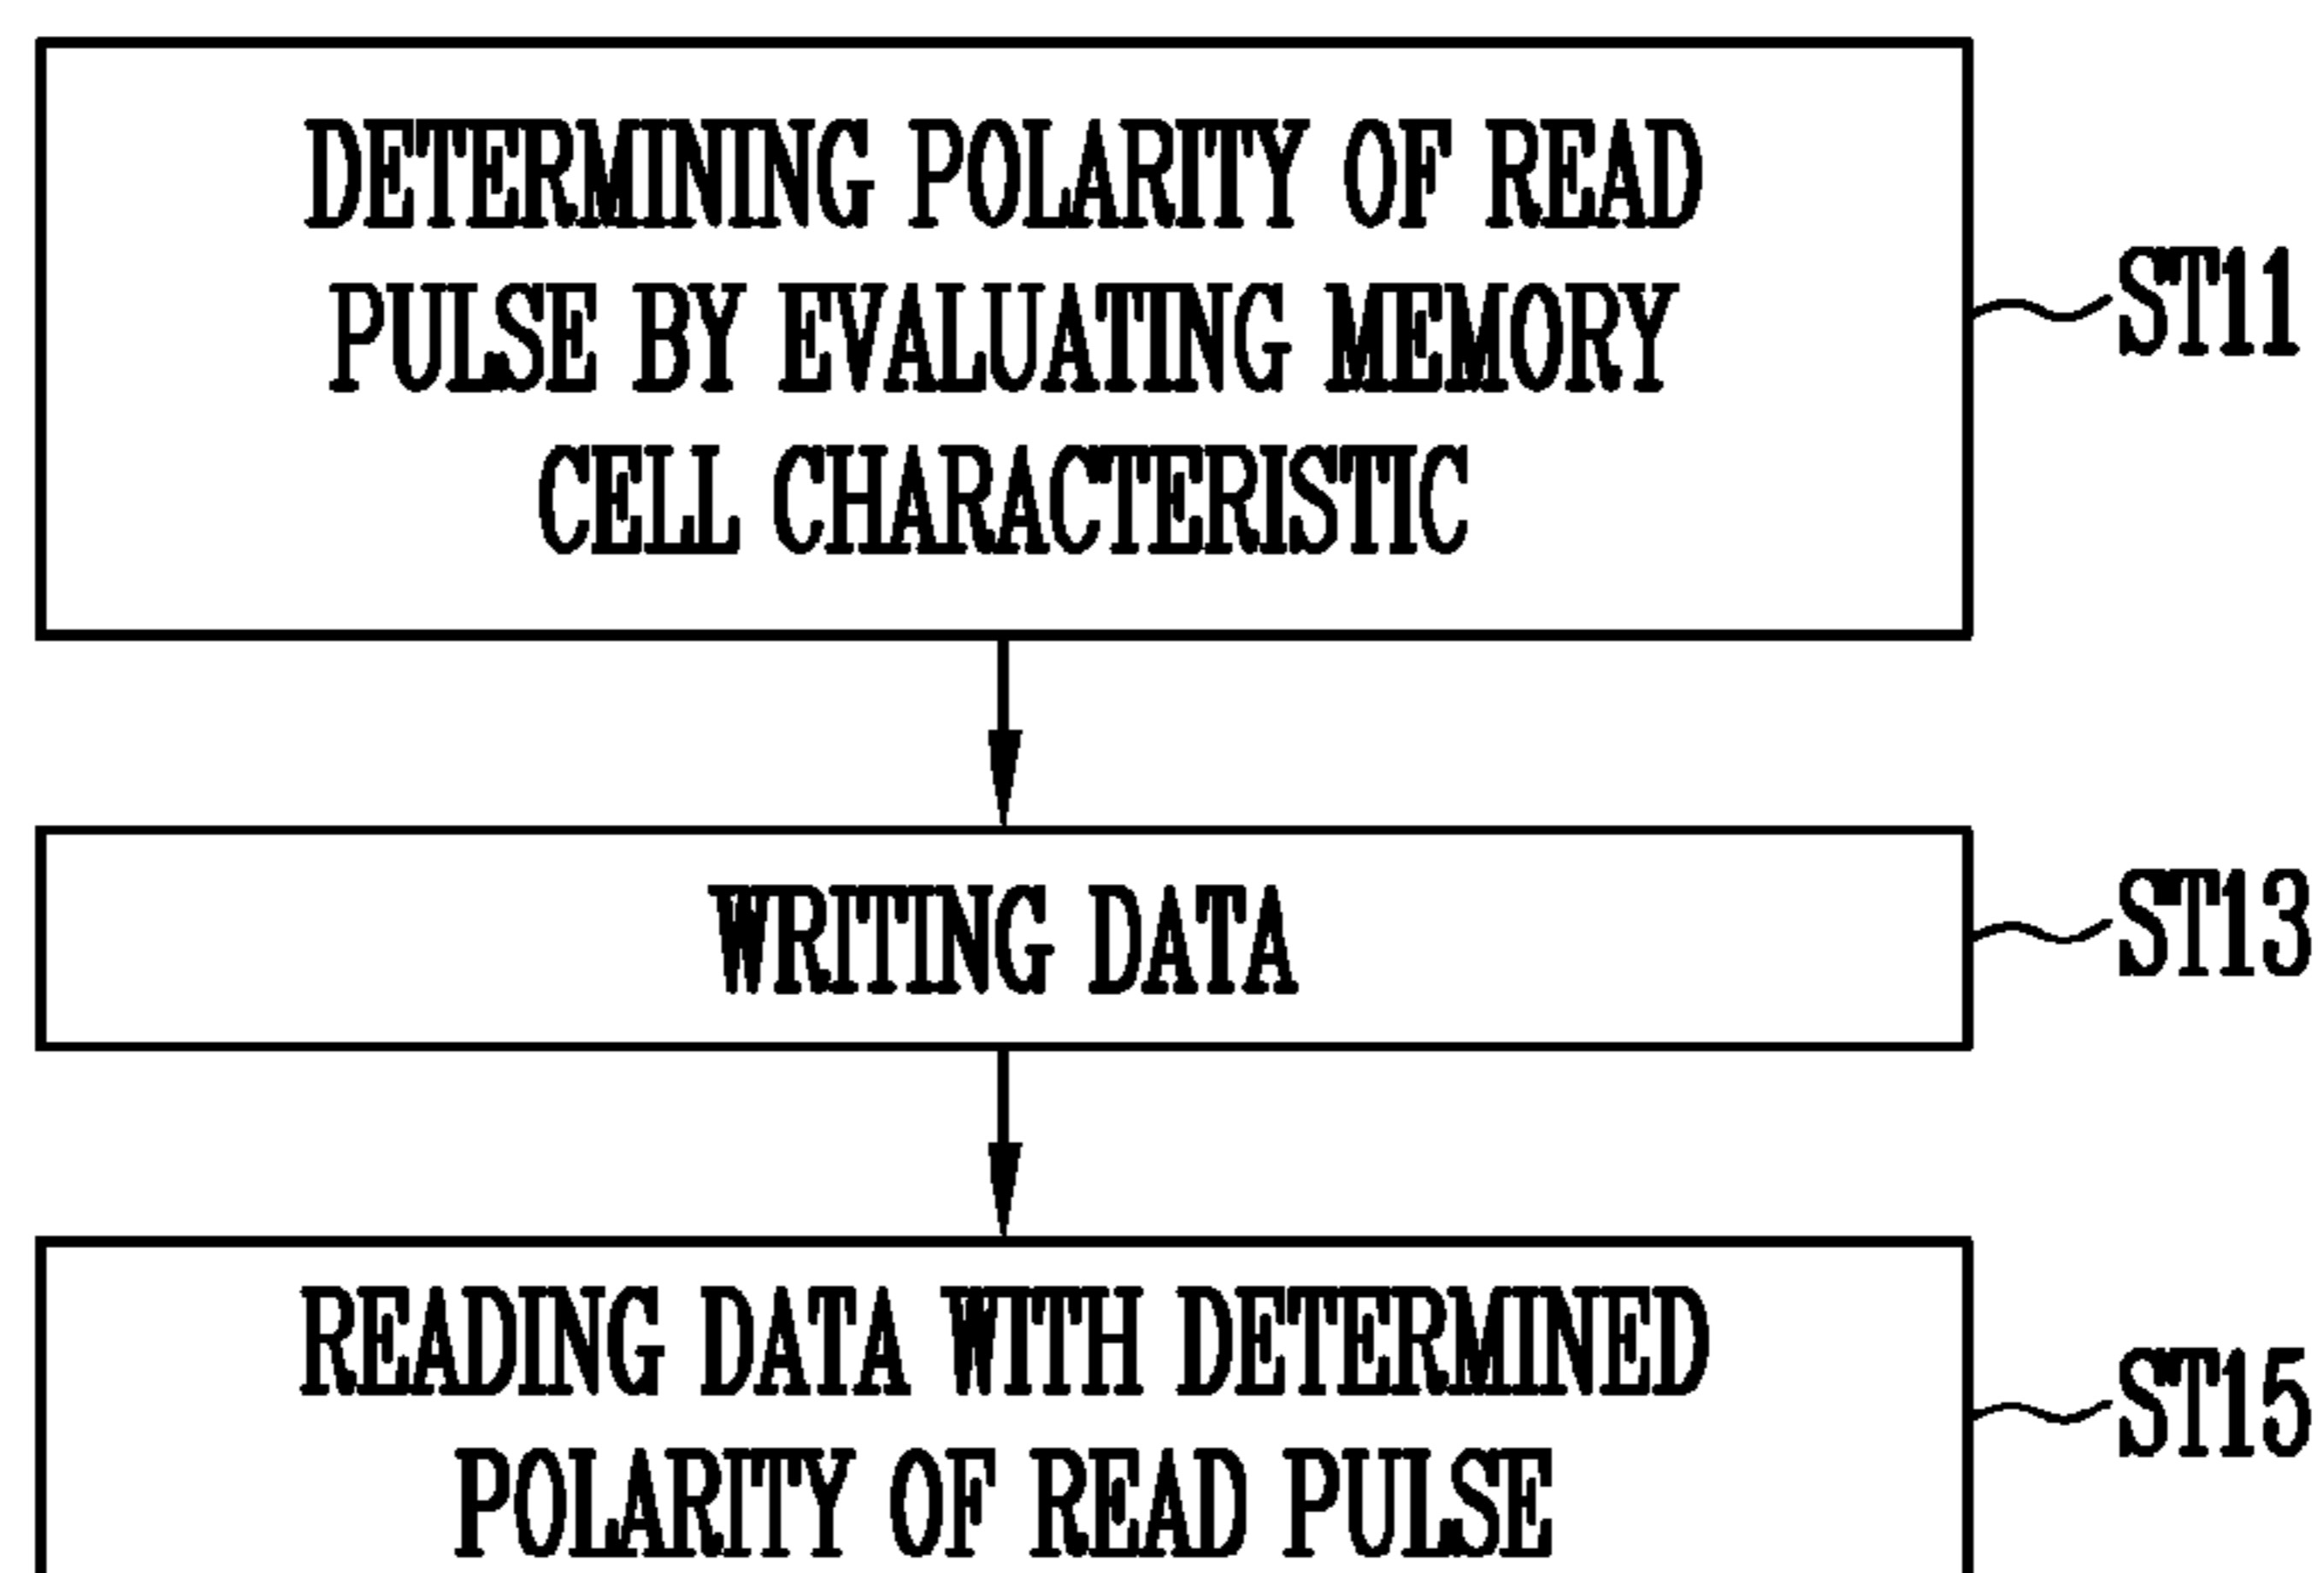 DETERMINING POLARITY OF READ
PULSE BY EVALUATING MEMORY
CELL CHARACTERISTIC
ST11
WRITING DATA
ST13
READING DATA WITH DETERMINED
POLARITY OF READ PULSE
ST15